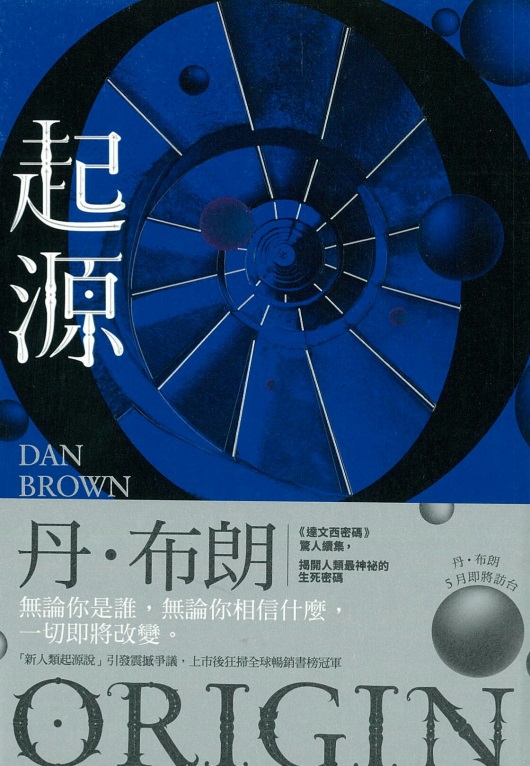 起源
DAN
BROWN
丹・布朗
《達文西密碼》
驚人續集，
揭開人類最神祕的
生死密碼
丹・布朗
5月即將訪台
無論你是誰，無論你相信什麼，
一切即將改變。
「新人類起源說」引發震撼爭議，上市後狂掃全球暢銷書榜冠軍
O.R.I.G.I.N